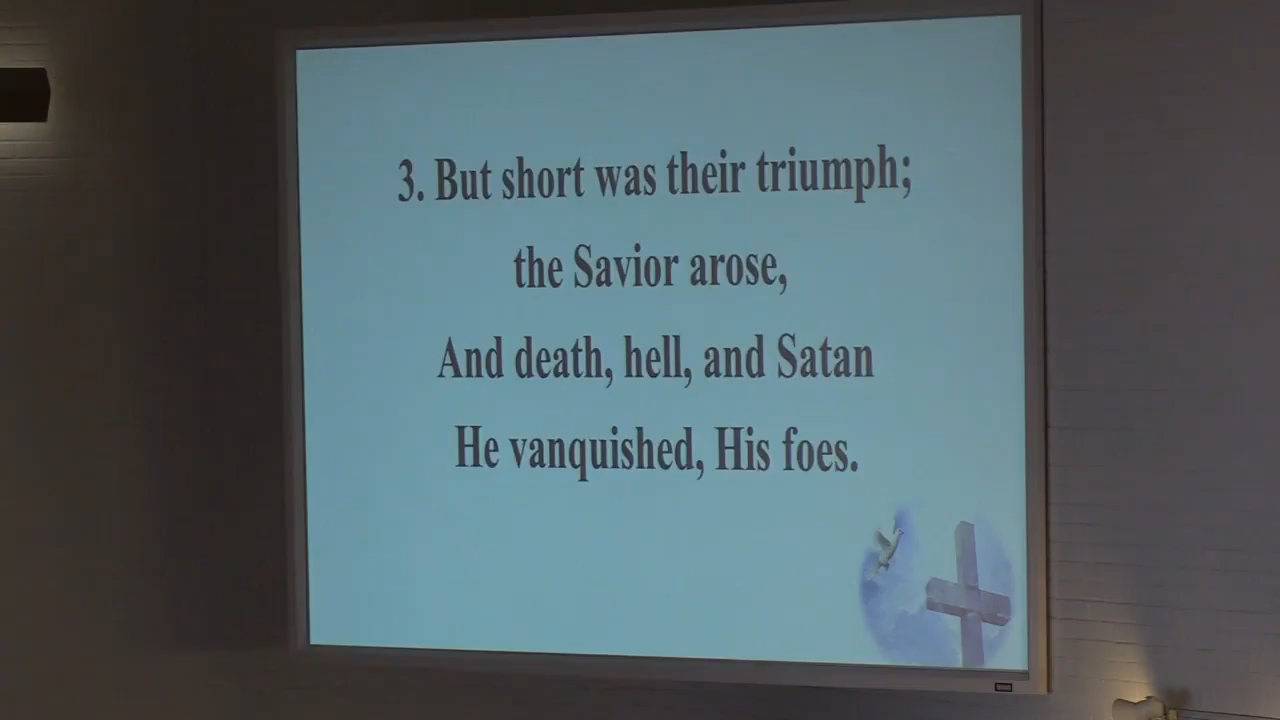 3. But short was their triumph;
the Savior arose,
And death, hell, and Satan
He vanquished, His foes.